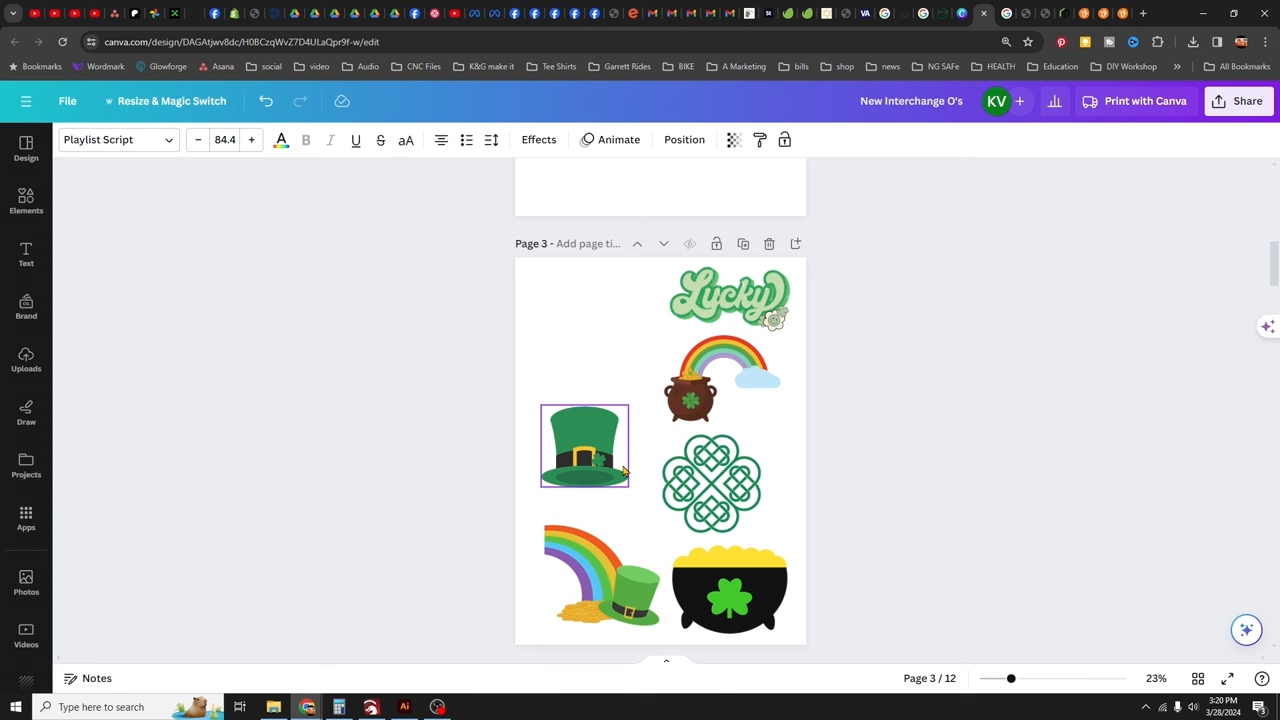 canva.com/design/DAGAtjwv8dc/H0BCzqWvZ7D4ULaQpr9f-w/edit
Bookmarks
Wordmark
Glowforge
Asana
social
video
Audio
CNC Files
K&G make it
Tee Shirts
Garrett Rides
BIKE
A Marketing
bills
shop
news
NG SAFe
HEALTH
Education
DIY Workshop
All Bookmarks
File
Resize & Magic Switch
New Interchange O's
KV
Print with Canva
Share
Playlist Script
84.4
Effects
Animate
Position
Design
Elements
Text
Brand
Uploads
Draw
Projects
Apps
Photos
Videos
Page 3 - Add page ti...
Lucky
Notes
Page 3 / 12
23%
Type here to search
3:20 PM
3/28/2024